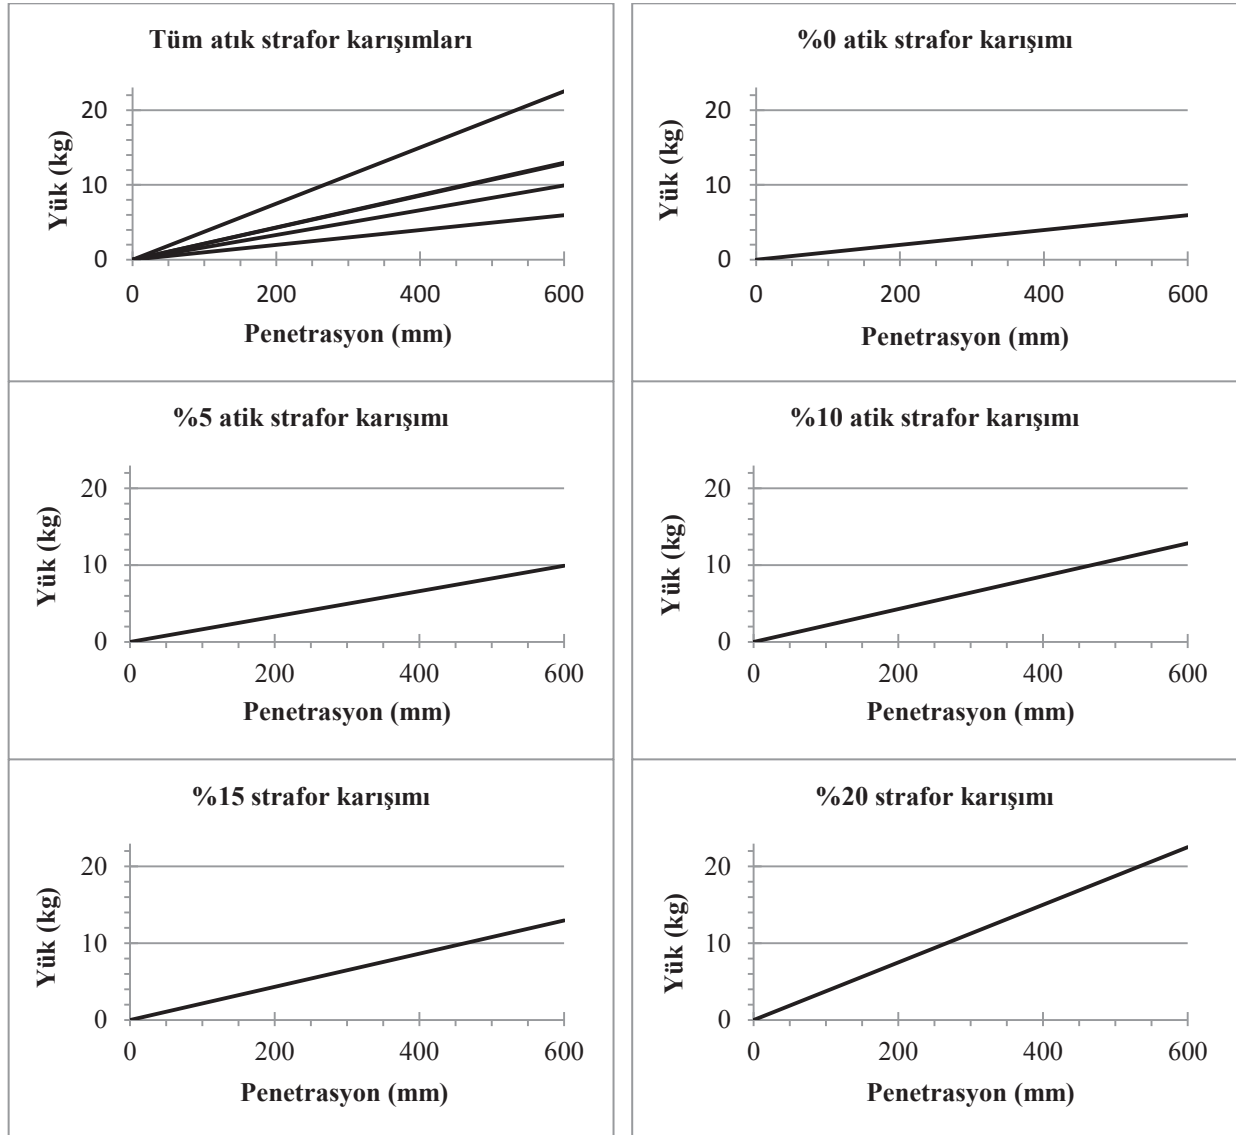 Tüm atık strafor karışımları
Yük (kg)
20
10
0
0 200 400 600
Penetrasyon (mm)
%0 atik strafor karışımı
Yük (kg)
20
10
0
0 200 400 600
Penetrasyon (mm)
%5 atik strafor karışımı
Yük (kg)
20
10
0
0 200 400 600
Penetrasyon (mm)
%10 atik strafor karışımı
Yük (kg)
20
10
0
0 200 400 600
Penetrasyon (mm)
%15 strafor karışımı
Yük (kg)
20
10
0
0 200 400 600
Penetrasyon (mm)
%20 strafor karışımı
Yük (kg)
20
10
0
0 200 400 600
Penetrasyon (mm)